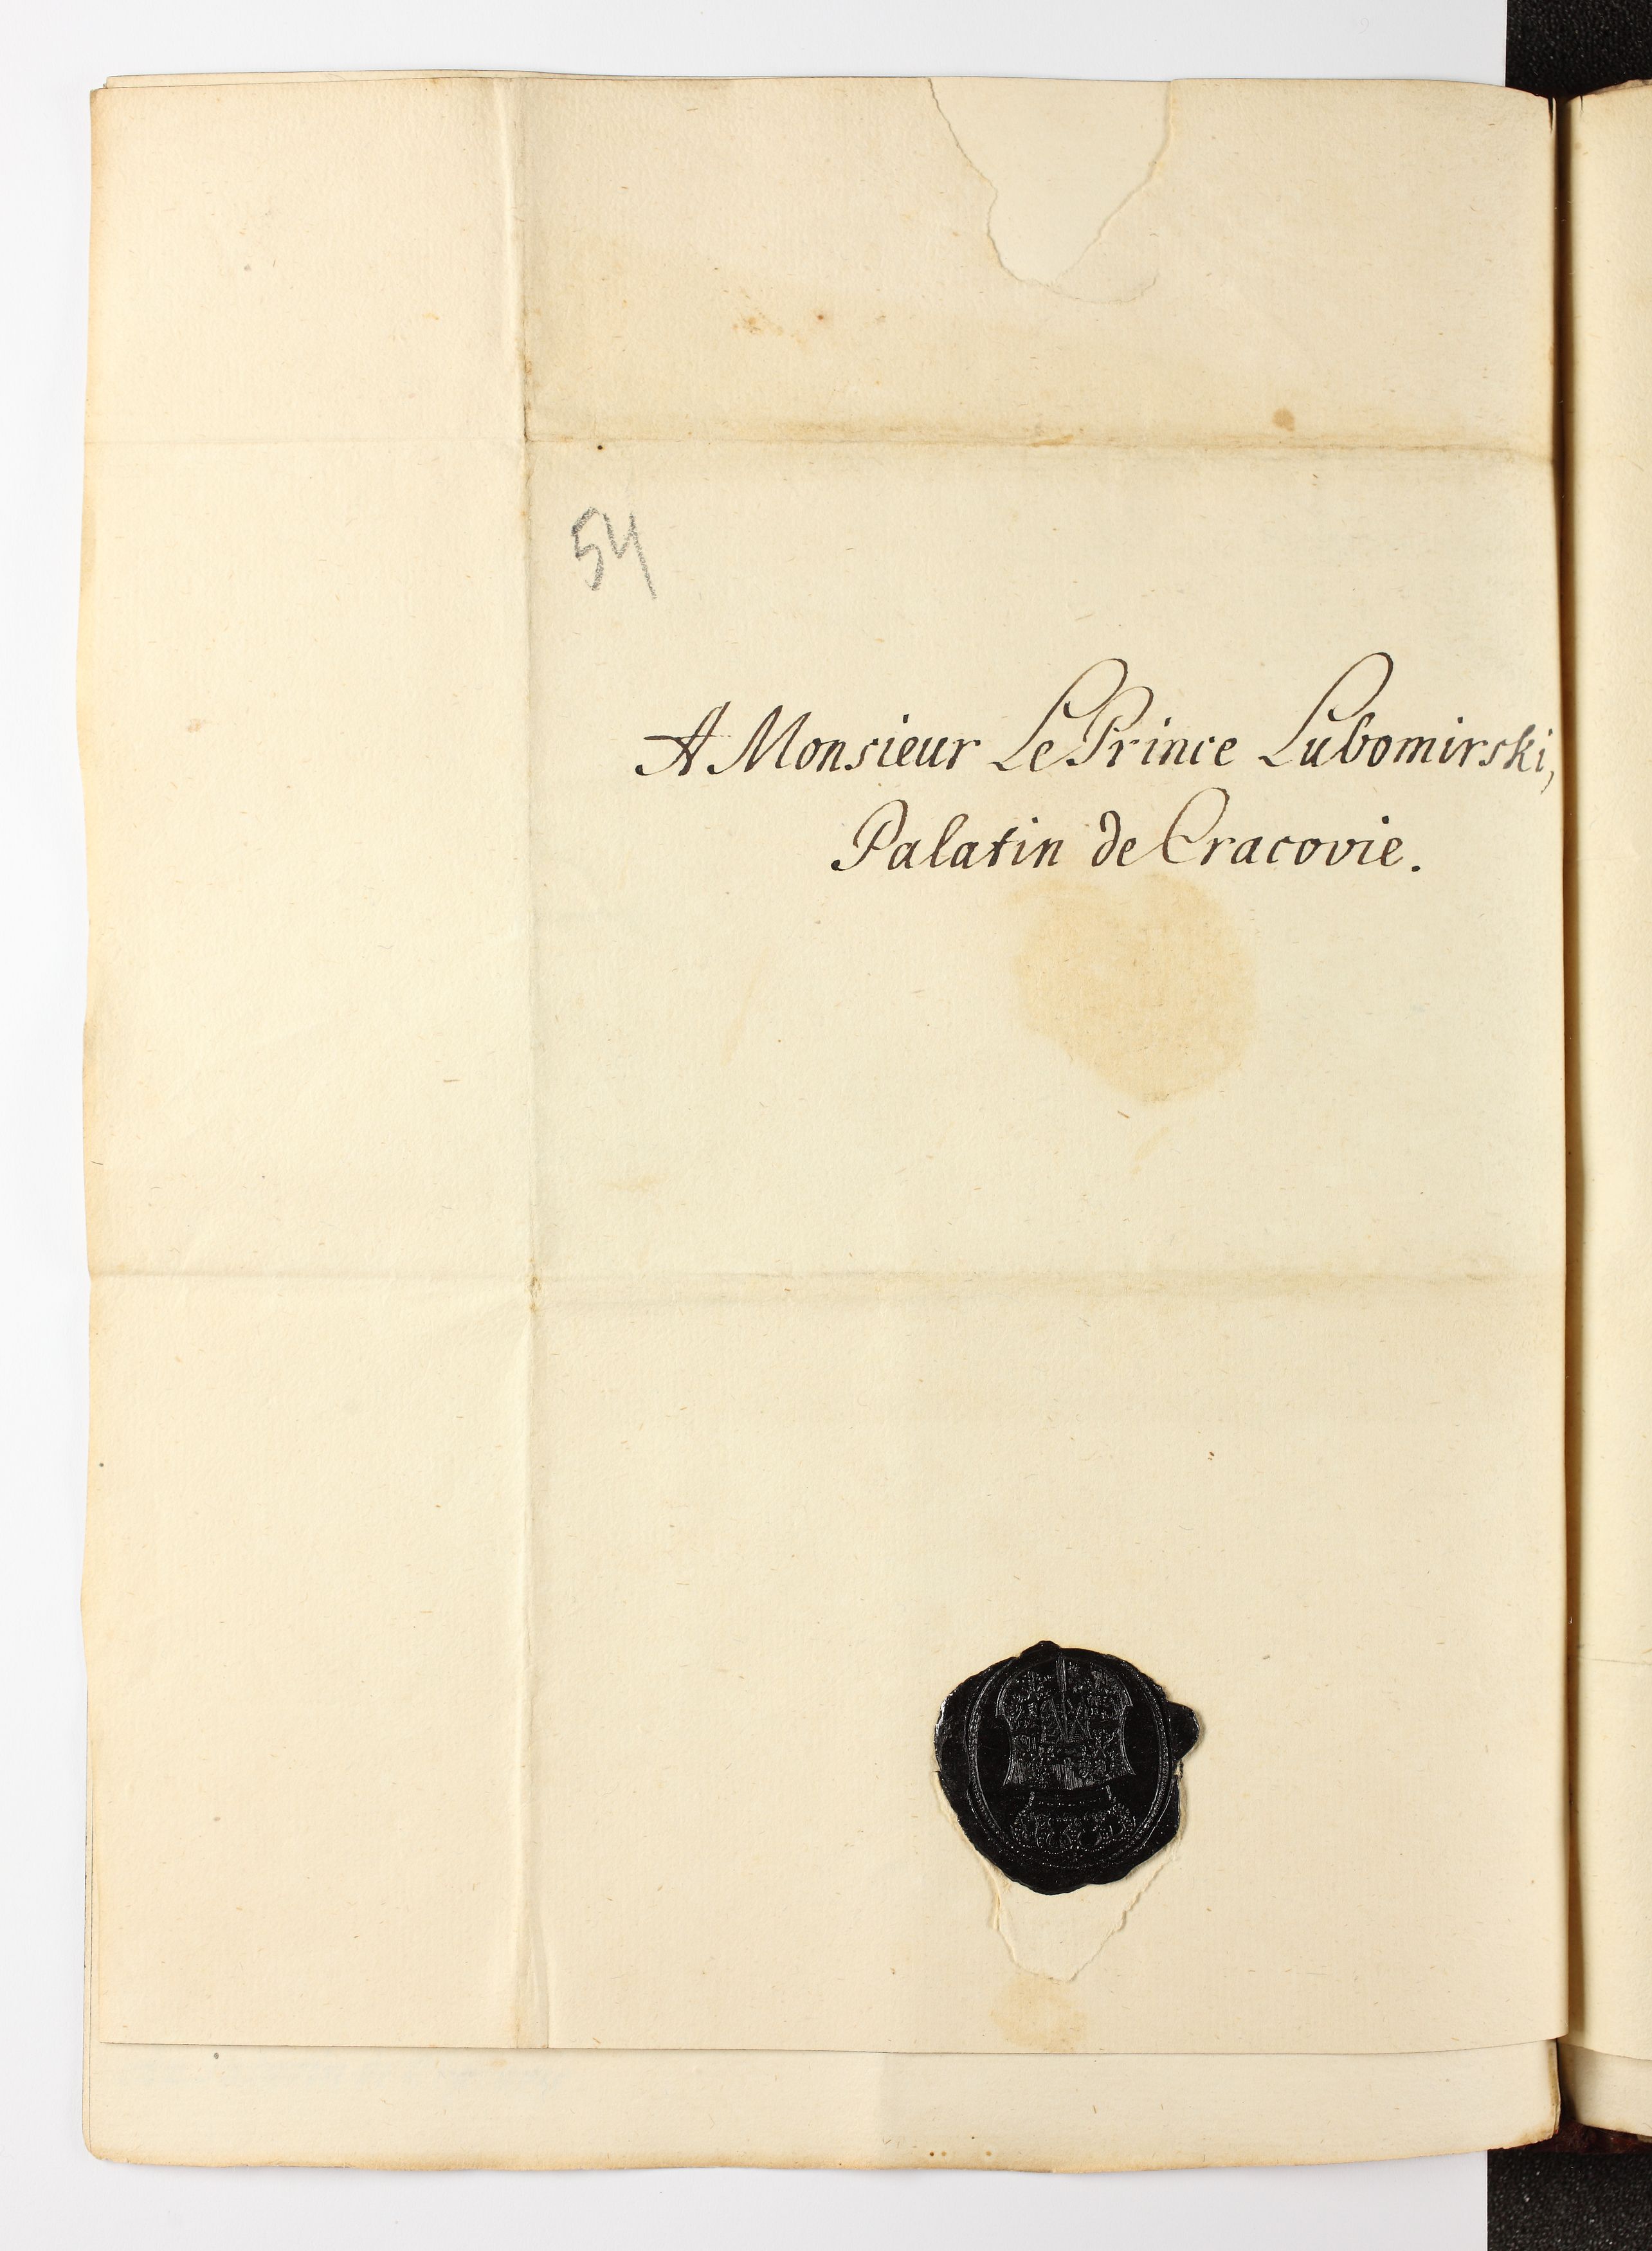 54
A Monsieur Le Prince Lubomirski,
Palatin de Cracovie.